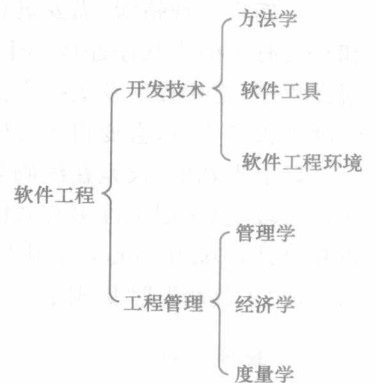 方法学
开发技术
软件工具
软件工程环境
软件工程
管理学
工程管理
经济学
度量学